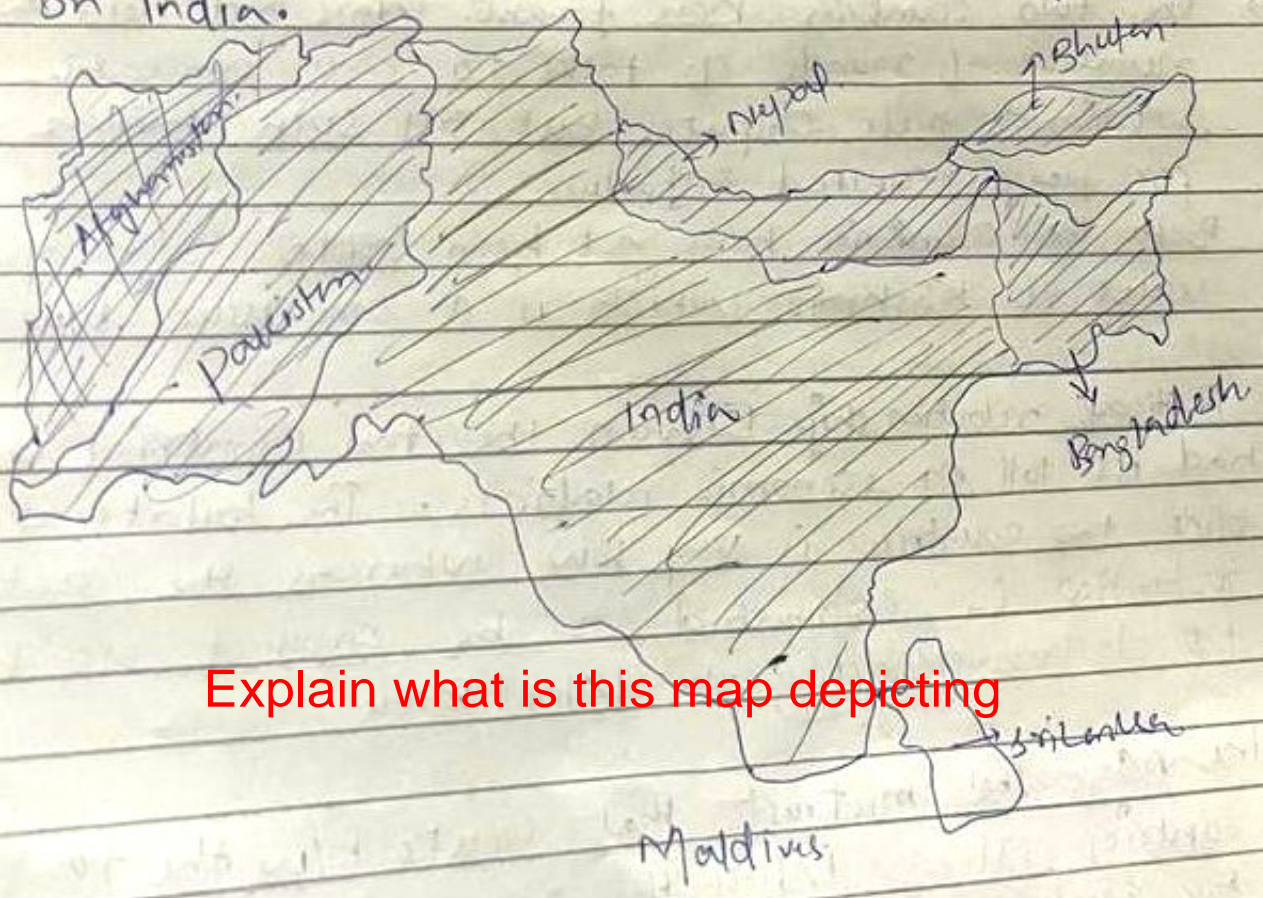 on India.
↑Bhutan.
→Nepal.
Afghanistan.
Pakistan
India
Bangladesh
Explain what is this map depicting
→SriLanka
Maldives